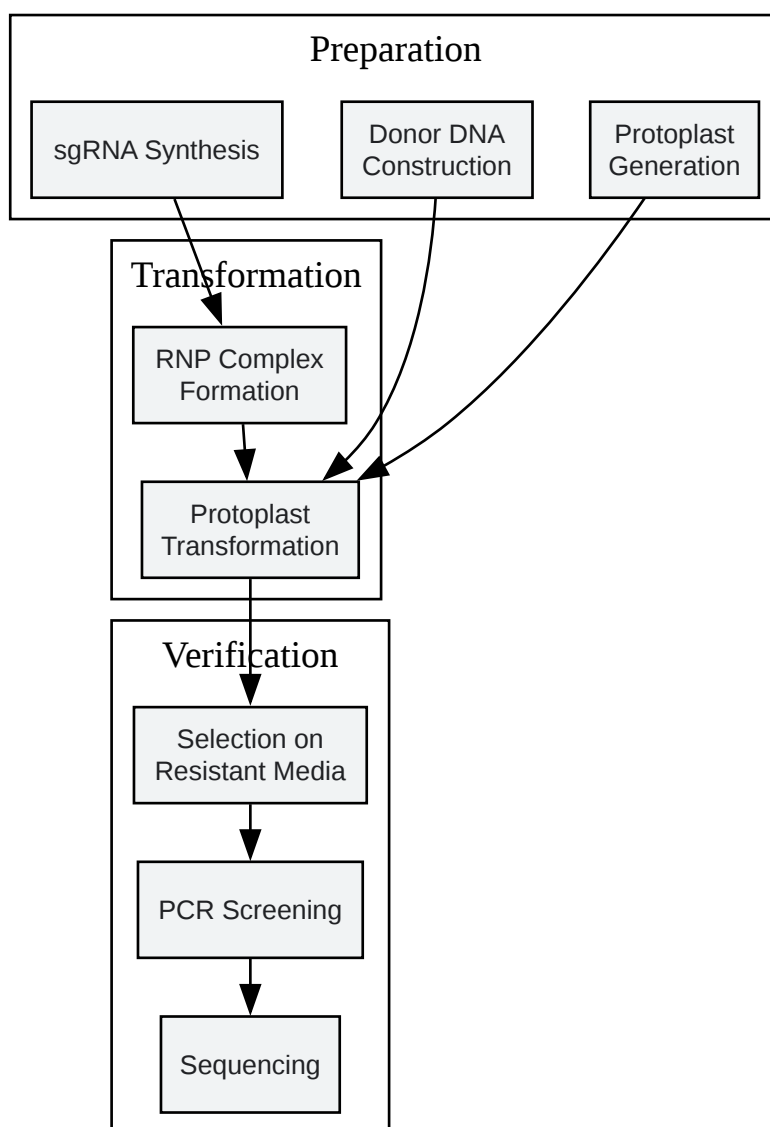 Preparation
sgRNA Synthesis
Donor DNA
Construction
Protoplast
Generation
Transformation
RNP Complex
Formation
Protoplast
Transformation
Verification
Selection on
Resistant Media
PCR Screening
Sequencing